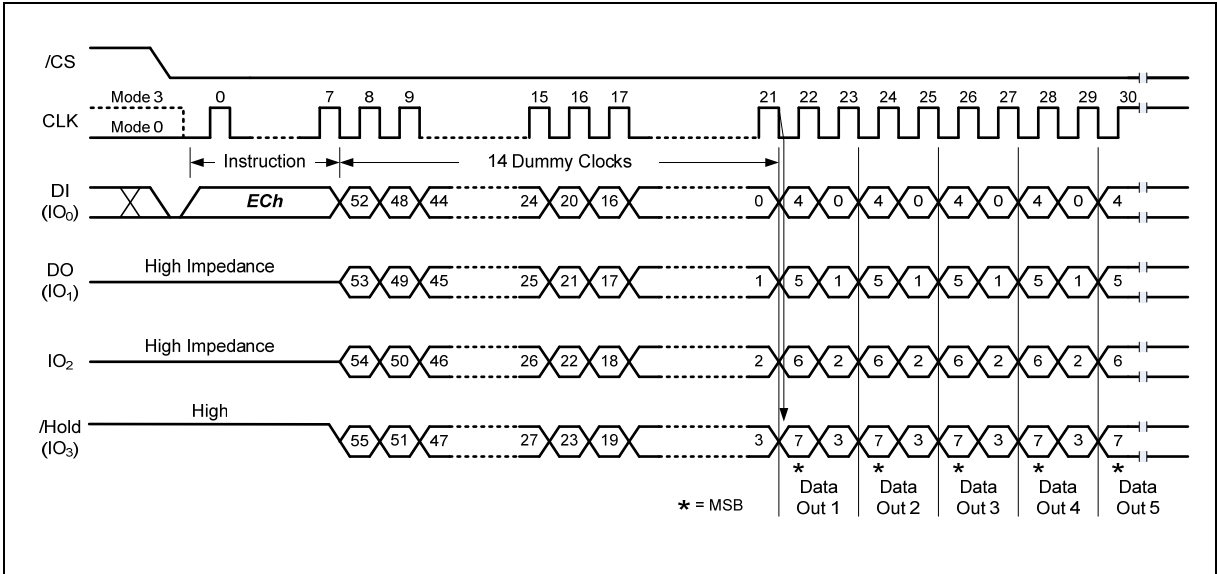 /CS
Mode 3 0 7 8 9 15 16 17 21 22 23 24 25 26 27 28 29 30
CLK
Mode 0
Instruction 14 Dummy Clocks
DI
(IO₀)
ECh 52 48 44 24 20 16 0 4 0 4 0 4 0 4 0 4
DO
(IO₁)
High Impedance 53 49 45 25 21 17 1 5 1 5 1 5 1 5 1 5
IO₂
High Impedance 54 50 46 26 22 18 2 6 2 6 2 6 2 6 2 6
/Hold
(IO₃)
High 55 51 47 27 23 19 3 7 3 7 3 7 3 7 3 7
* * * * *
* = MSB
Data Out 1
Data Out 2
Data Out 3
Data Out 4
Data Out 5